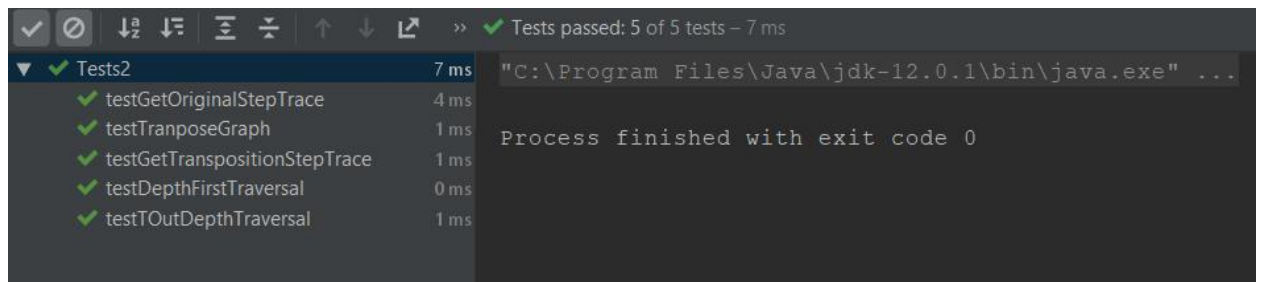 Tests passed: 5 of 5 tests – 7 ms
Tests2 7 ms
testGetOriginalStepTrace 4 ms
testTranposeGraph 1 ms
testGetTranspositionStepTrace 1 ms
testDepthFirstTraversal 0 ms
testTOutDepthTraversal 1 ms
"C:\Program Files\Java\jdk-12.0.1\bin\java.exe" ...
Process finished with exit code 0